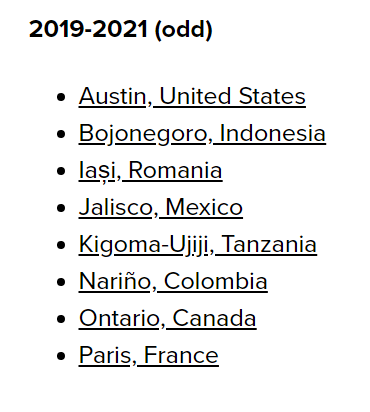 2019-2021 (odd)
• Austin, United States
• Bojonegoro, Indonesia
• Iași, Romania
• Jalisco, Mexico
• Kigoma-Ujiji, Tanzania
• Nariño, Colombia
• Ontario, Canada
• Paris, France